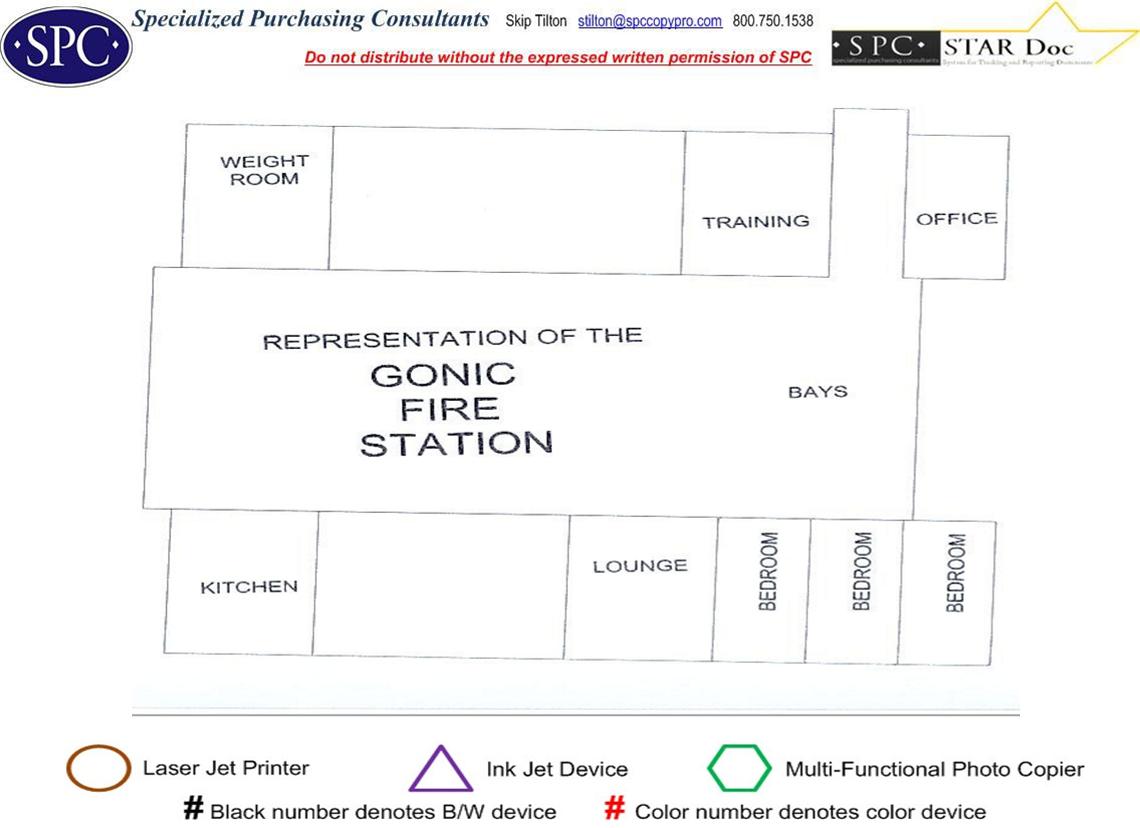 Specialized Purchasing Consultants Skip Tilton stilton@spccopypro.com 800.750.1538
·SPC·
·SPC· STAR Doc
specialized purchasing consultants System for Tracking and Reporting Documents
Do not distribute without the expressed written permission of SPC
WEIGHT
ROOM
TRAINING
OFFICE
REPRESENTATION OF THE
GONIC
FIRE
STATION
BAYS
KITCHEN
LOUNGE
BEDROOM
BEDROOM
BEDROOM
Laser Jet Printer
Ink Jet Device
Multi-Functional Photo Copier
# Black number denotes B/W device
# Color number denotes color device